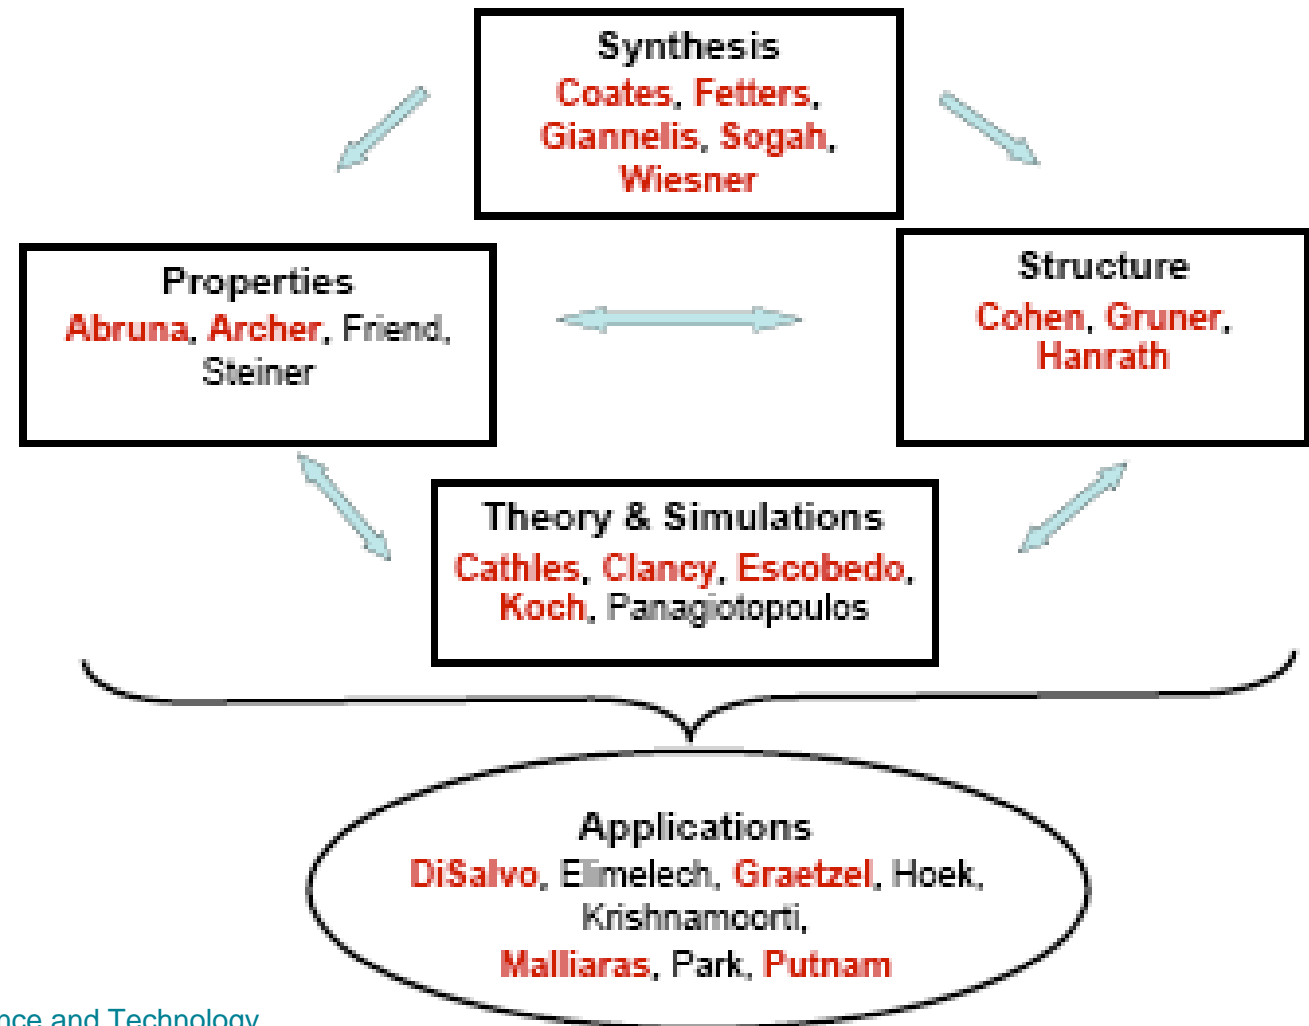 Synthesis
Coates, Fetters,
Giannelis, Sogah,
Wiesner
Properties
Abruna, Archer, Friend,
Steiner
Structure
Cohen, Gruner,
Hanrath
Theory & Simulations
Cathles, Clancy, Escobedo,
Koch, Panagiotopoulos
Applications
DiSalvo, Elimelech, Graetzel, Hoek,
Krishnamoorti,
Malliaras, Park, Putnam
and Technology